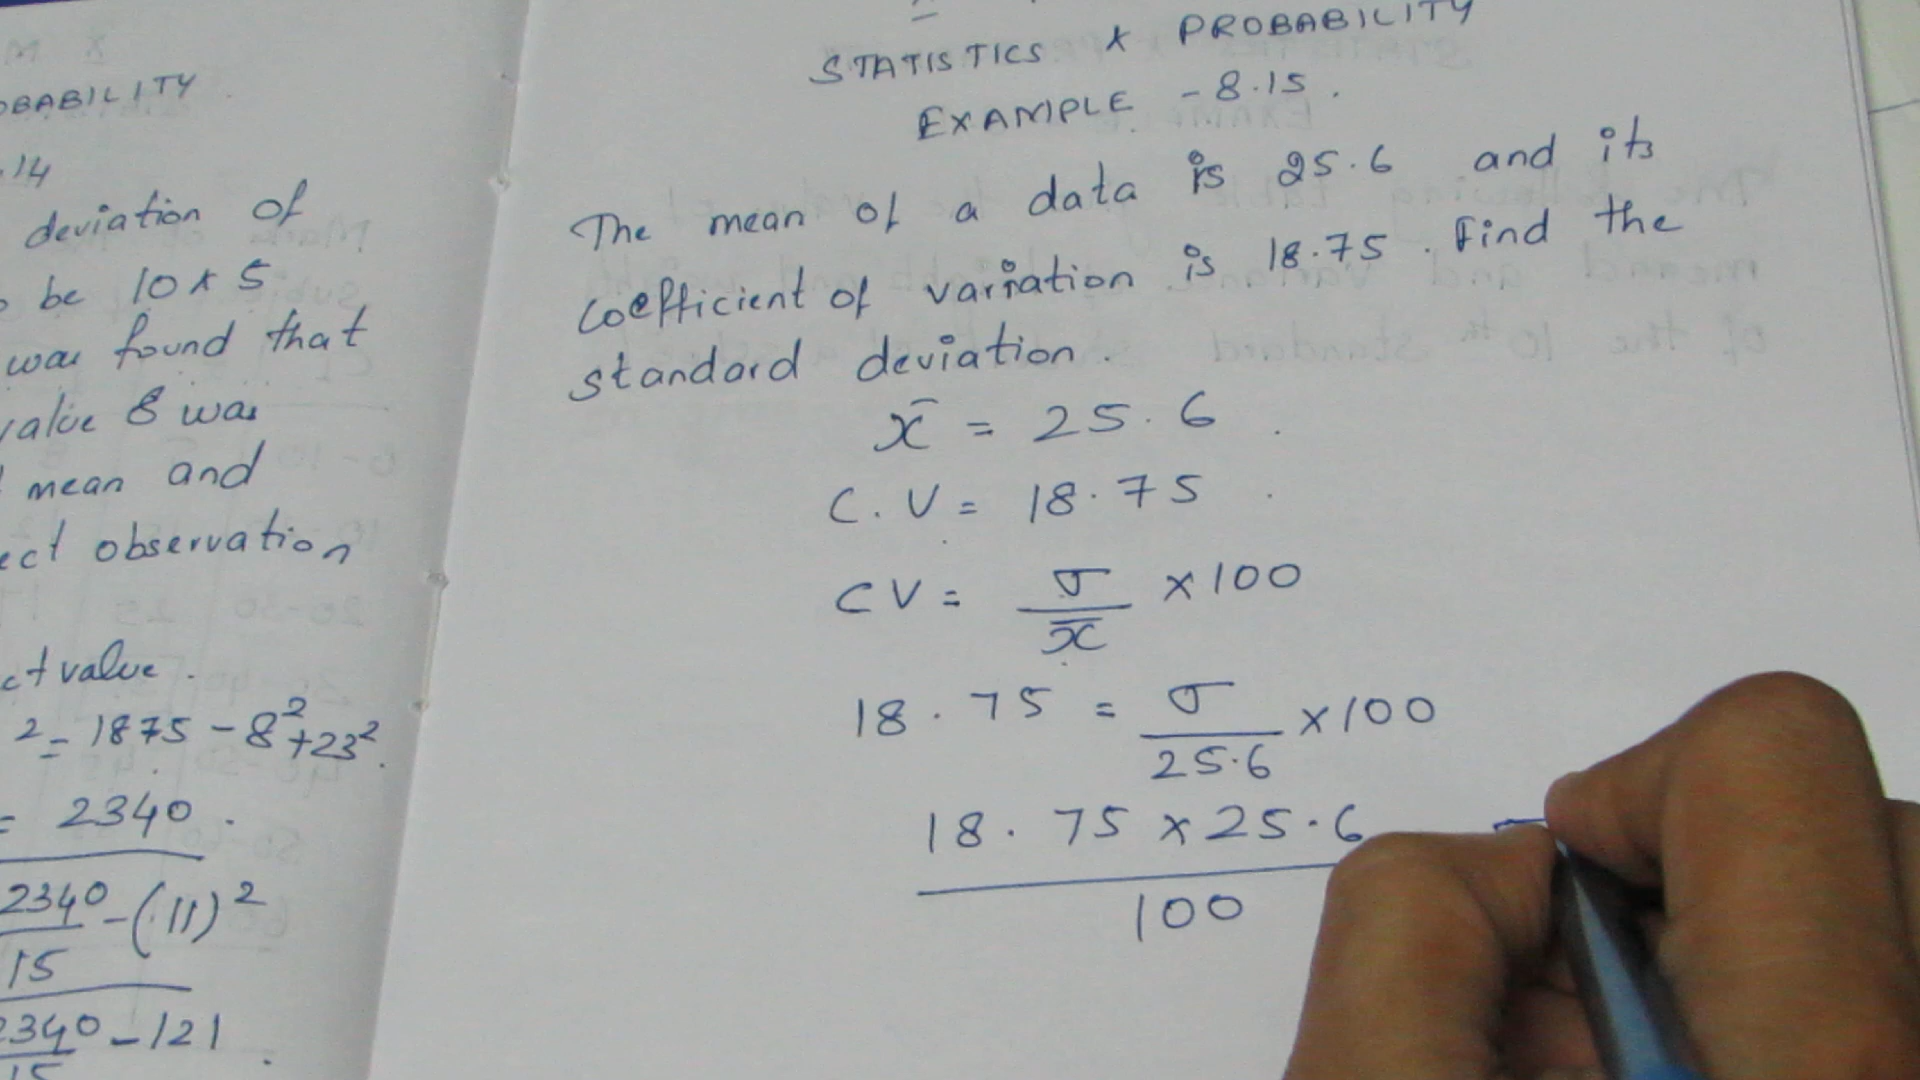 OBABILITY
.14
deviation of
be 10 & 5
was found that
value 8 was
mean and
ect observation
ct value.
2 = 1875 - 8² + 23².
= 2340.
2340/15 - (11)²
2340/15 - 121
STATISTICS & PROBABILITY
EXAMPLE - 8.15.
The mean of a data is 25.6 and its
coefficient of variation is 18.75. Find the
standard deviation.
x̄ = 25.6
C.V = 18.75
CV = σ/x̄ × 100
18.75 = σ/25.6 × 100
18.75 × 25.6
100